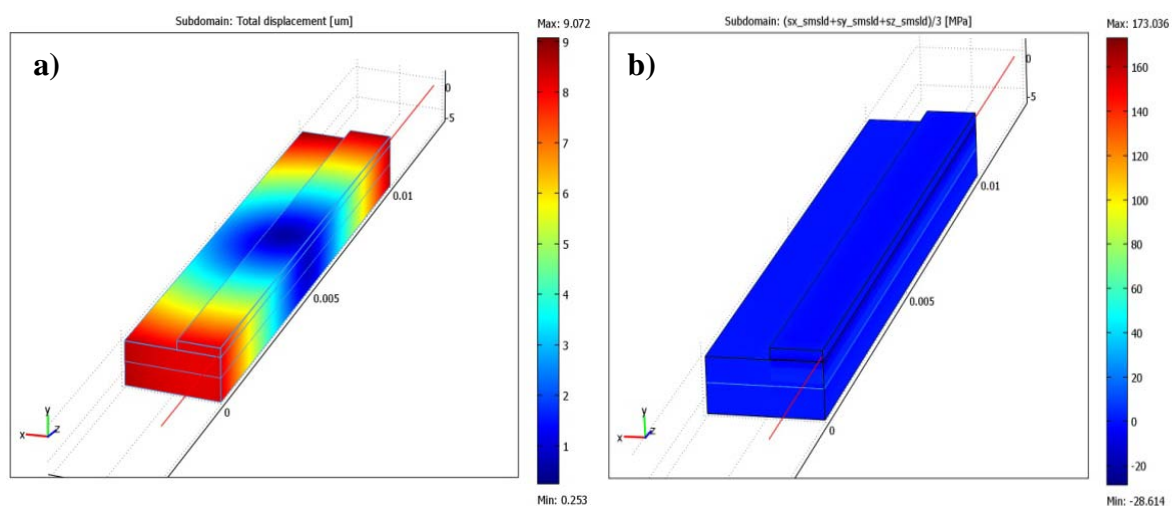 Subdomain: Total displacement [um]
Max: 9.072
a)
9
8
7
6
5
4
3
2
1
Min: 0.253
0
-5
0.01
0.005
0
y
z
x
Subdomain: (sx_smsld+sy_smsld+sz_smsld)/3 [MPa]
Max: 173.036
b)
160
140
120
100
80
60
40
20
0
-20
Min: -28.614
0
-5
0.01
0.005
0
y
z
x